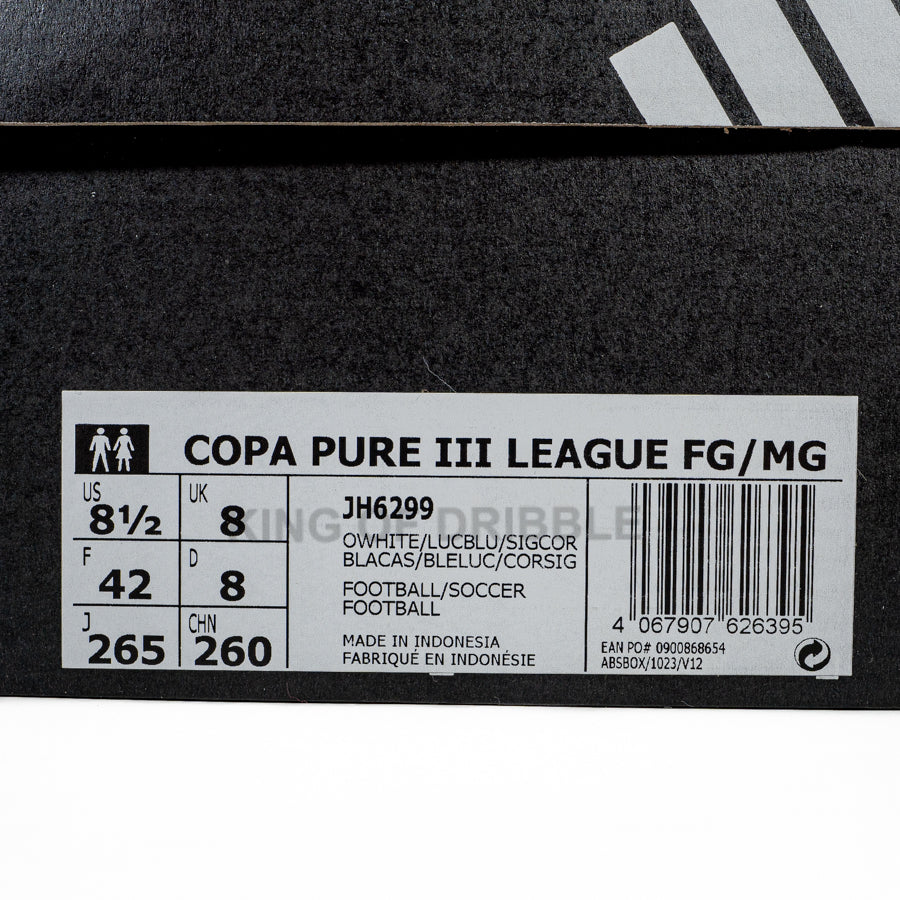 COPA PURE III LEAGUE FG/MG
US 8½
UK 8
F 42
D 8
J 265
CHN 260
JH6299
KING OF DRIBBLE
OWHITE/LUCBLU/SIGCOR
BLACAS/BLELUC/CORSIG
FOOTBALL/SOCCER
FOOTBALL
MADE IN INDONESIA
FABRIQUÉ EN INDONÉSIE
4 067907 626395
EAN PO# 0900868654
ABSBOX/1023/V12